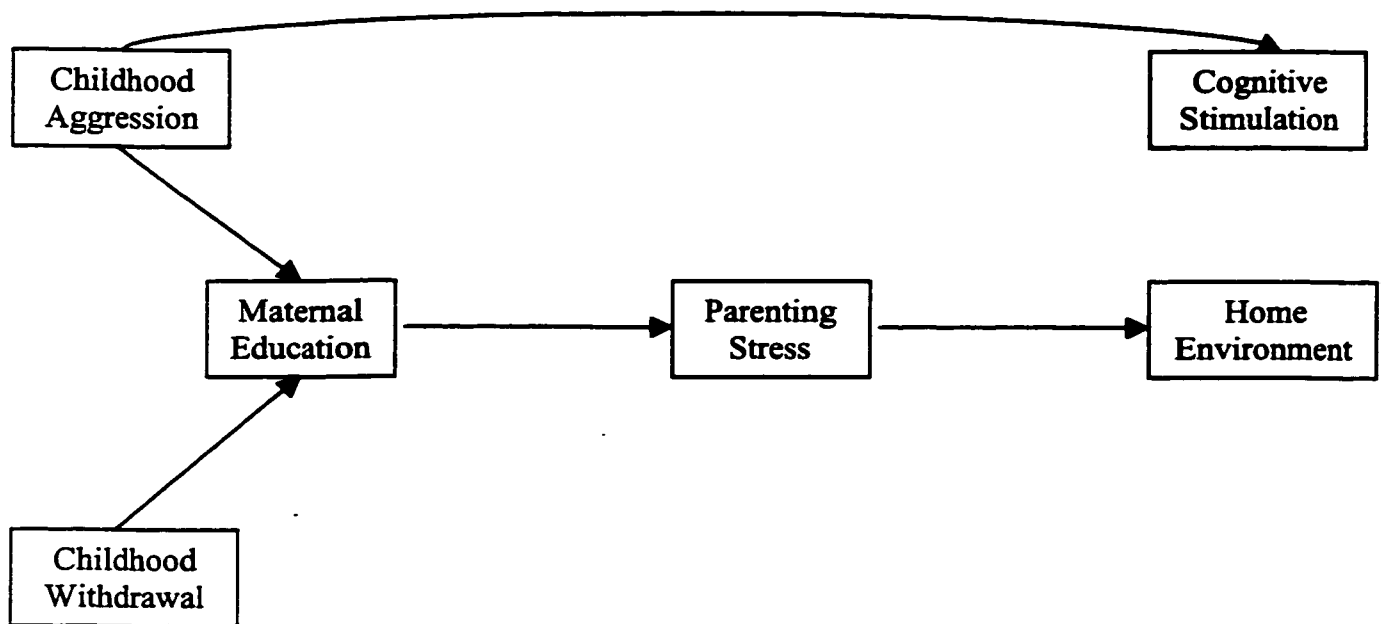 Childhood
Aggression
Cognitive
Stimulation
Maternal
Education
Parenting
Stress
Home
Environment
Childhood
Withdrawal